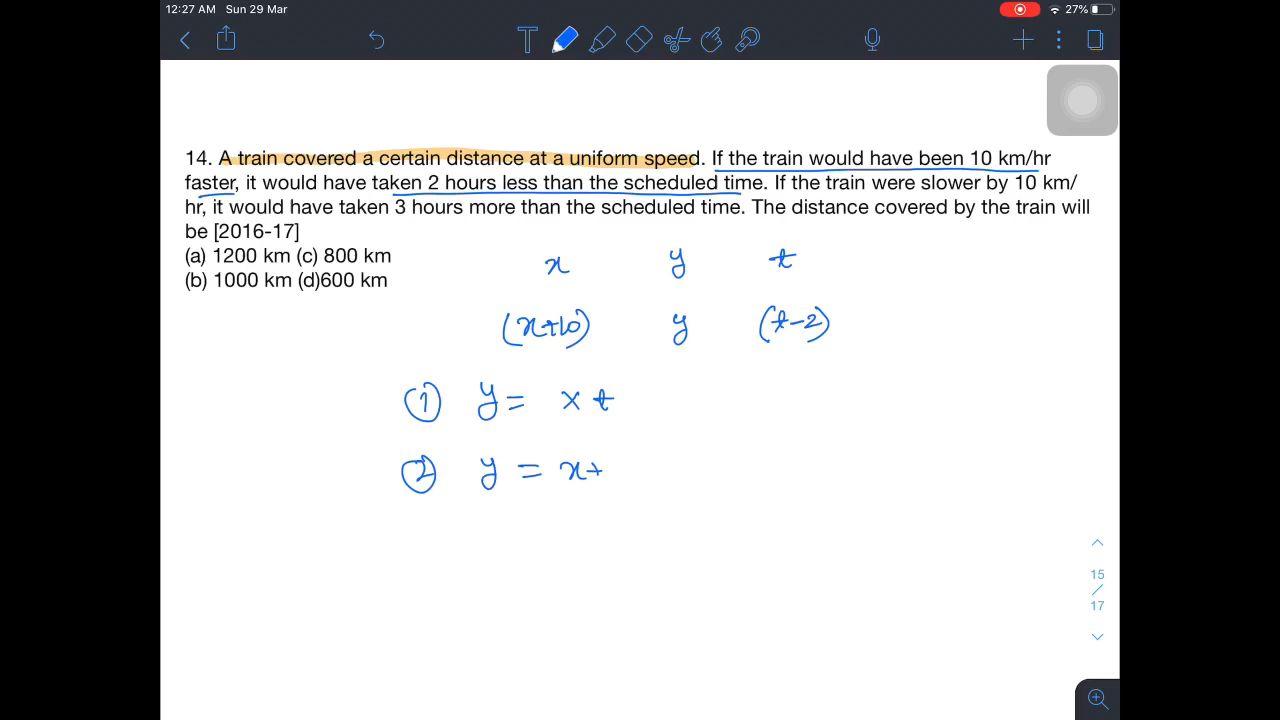 12:27 AM Sun 29 Mar
27%
14. A train covered a certain distance at a uniform speed. If the train would have been 10 km/hr
faster, it would have taken 2 hours less than the scheduled time. If the train were slower by 10 km/
hr, it would have taken 3 hours more than the scheduled time. The distance covered by the train will
be [2016-17]
(a) 1200 km (c) 800 km
(b) 1000 km (d)600 km
x y t
(x+10) y (t-2)
① y = x t
② y = x+
15
/
17